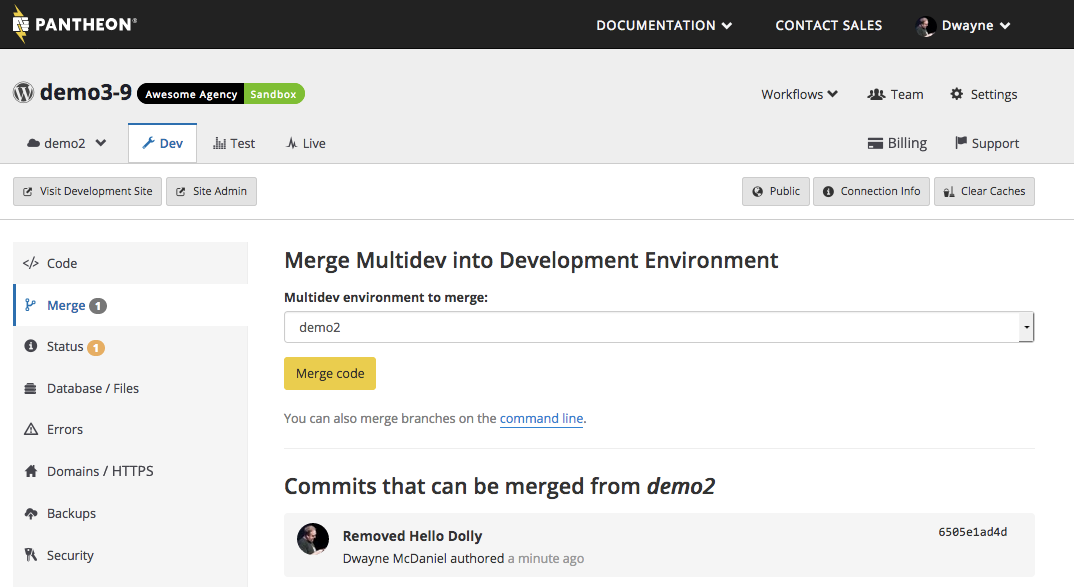 PANTHEON®
DOCUMENTATION
CONTACT SALES
Dwayne
demo3-9
Awesome Agency
Sandbox
Workflows
Team
Settings
demo2
Dev
Test
Live
Billing
Support
Visit Development Site
Site Admin
Public
Connection Info
Clear Caches
</> Code
Merge 1
Status 1
Database / Files
Errors
Domains / HTTPS
Backups
Security
Merge Multidev into Development Environment
Multidev environment to merge:
demo2
Merge code
You can also merge branches on the command line.
Commits that can be merged from demo2
Removed Hello Dolly
6505e1ad4d
Dwayne McDaniel authored a minute ago